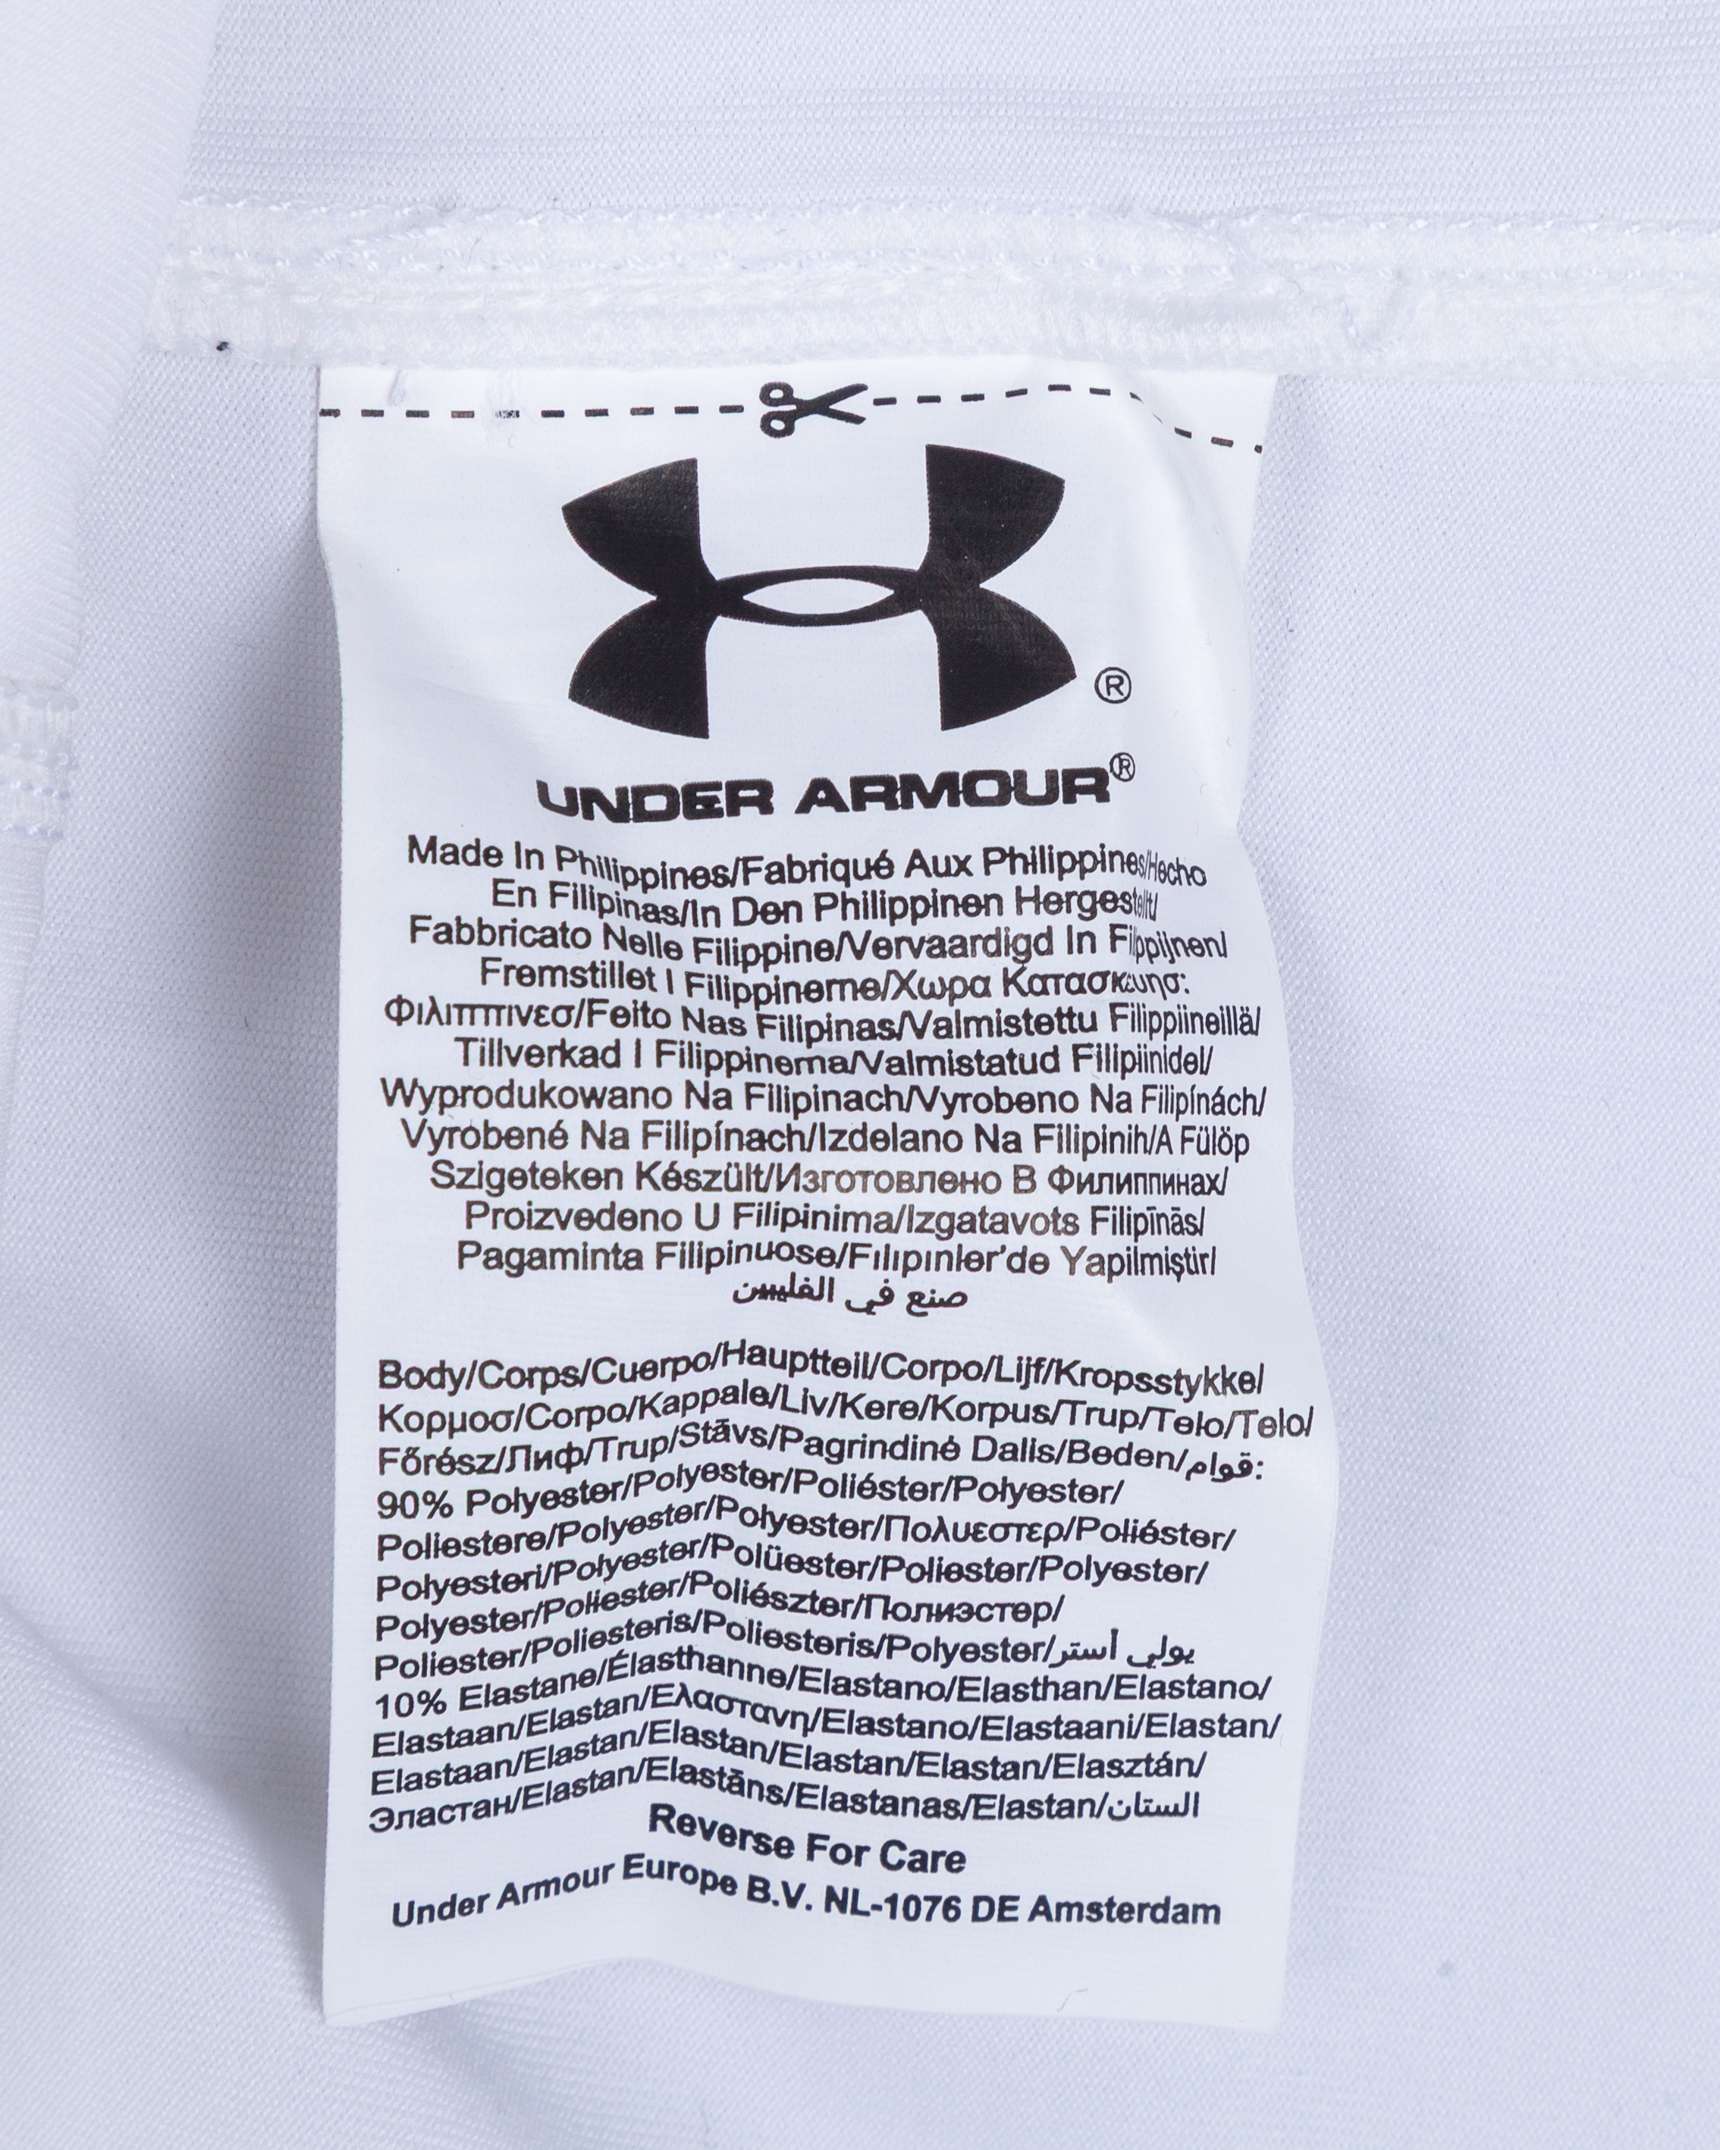 ®
UNDER ARMOUR®
Made In Philippines/Fabriqué Aux Philippines/Hecho
En Filipinas/In Den Philippinen Hergestellt/
Fabbricato Nelle Filippine/Vervaardigd In Filippijnen/
Fremstillet I Filippinerne/Χωρα Κατασκευησ:
Φιλιππινεσ/Feito Nas Filipinas/Valmistettu Filippiineillä/
Tillverkad I Filippinerna/Valmistatud Filipiinidel/
Wyprodukowano Na Filipinach/Vyrobeno Na Filipínách/
Vyrobené Na Filipínach/Izdelano Na Filipinih/A Fülöp
Szigeteken Készült/Изготовлено В Филиппинах/
Proizvedeno U Filipinima/Izgatavots Filipīnās/
Pagaminta Filipinuose/Filipinler'de Yapilmiştir/
صنع في الفلبين
Body/Corps/Cuerpo/Hauptteil/Corpo/Lijf/Kropsstykke/
Κορμοσ/Corpo/Kappale/Liv/Kere/Korpus/Trup/Telo/Telo/
Főrész/Лиф/Trup/Stāvs/Pagrindinė Dalis/Beden/قوام:
90% Polyester/Polyester/Poliéster/Polyester/
Poliestere/Polyester/Polyester/Πολυεστερ/Poliéster/
Polyesteri/Polyester/Polüester/Poliester/Polyester/
Polyester/Poliester/Poliészter/Полиэстер/
Poliester/Poliesteris/Poliesteris/Polyester/يولي أستر
10% Elastane/Élasthanne/Elastano/Elasthan/Elastano/
Elastaan/Elastan/Ελαστανη/Elastano/Elastaani/Elastan/
Elastaan/Elastan/Elastan/Elastan/Elastan/Elasztán/
Эластан/Elastan/Elastāns/Elastanas/Elastan/الستان
Reverse For Care
Under Armour Europe B.V. NL-1076 DE Amsterdam